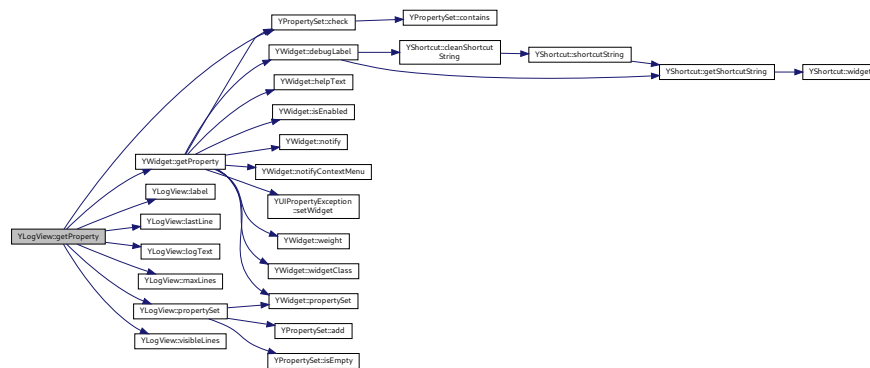 YPropertySet::check
YPropertySet::contains
YWidget::debugLabel
YShortcut::cleanShortcut
String
YShortcut::shortcutString
YShortcut::getShortcutString
YShortcut::widget
YWidget::helpText
YWidget::isEnabled
YWidget::notify
YWidget::getProperty
YWidget::notifyContextMenu
YLogView::label
YUIPropertyException
::setWidget
YLogView::lastLine
YLogView::getProperty
YWidget::weight
YLogView::logText
YWidget::widgetClass
YLogView::maxLines
YWidget::propertySet
YLogView::propertySet
YPropertySet::add
YLogView::visibleLines
YPropertySet::isEmpty